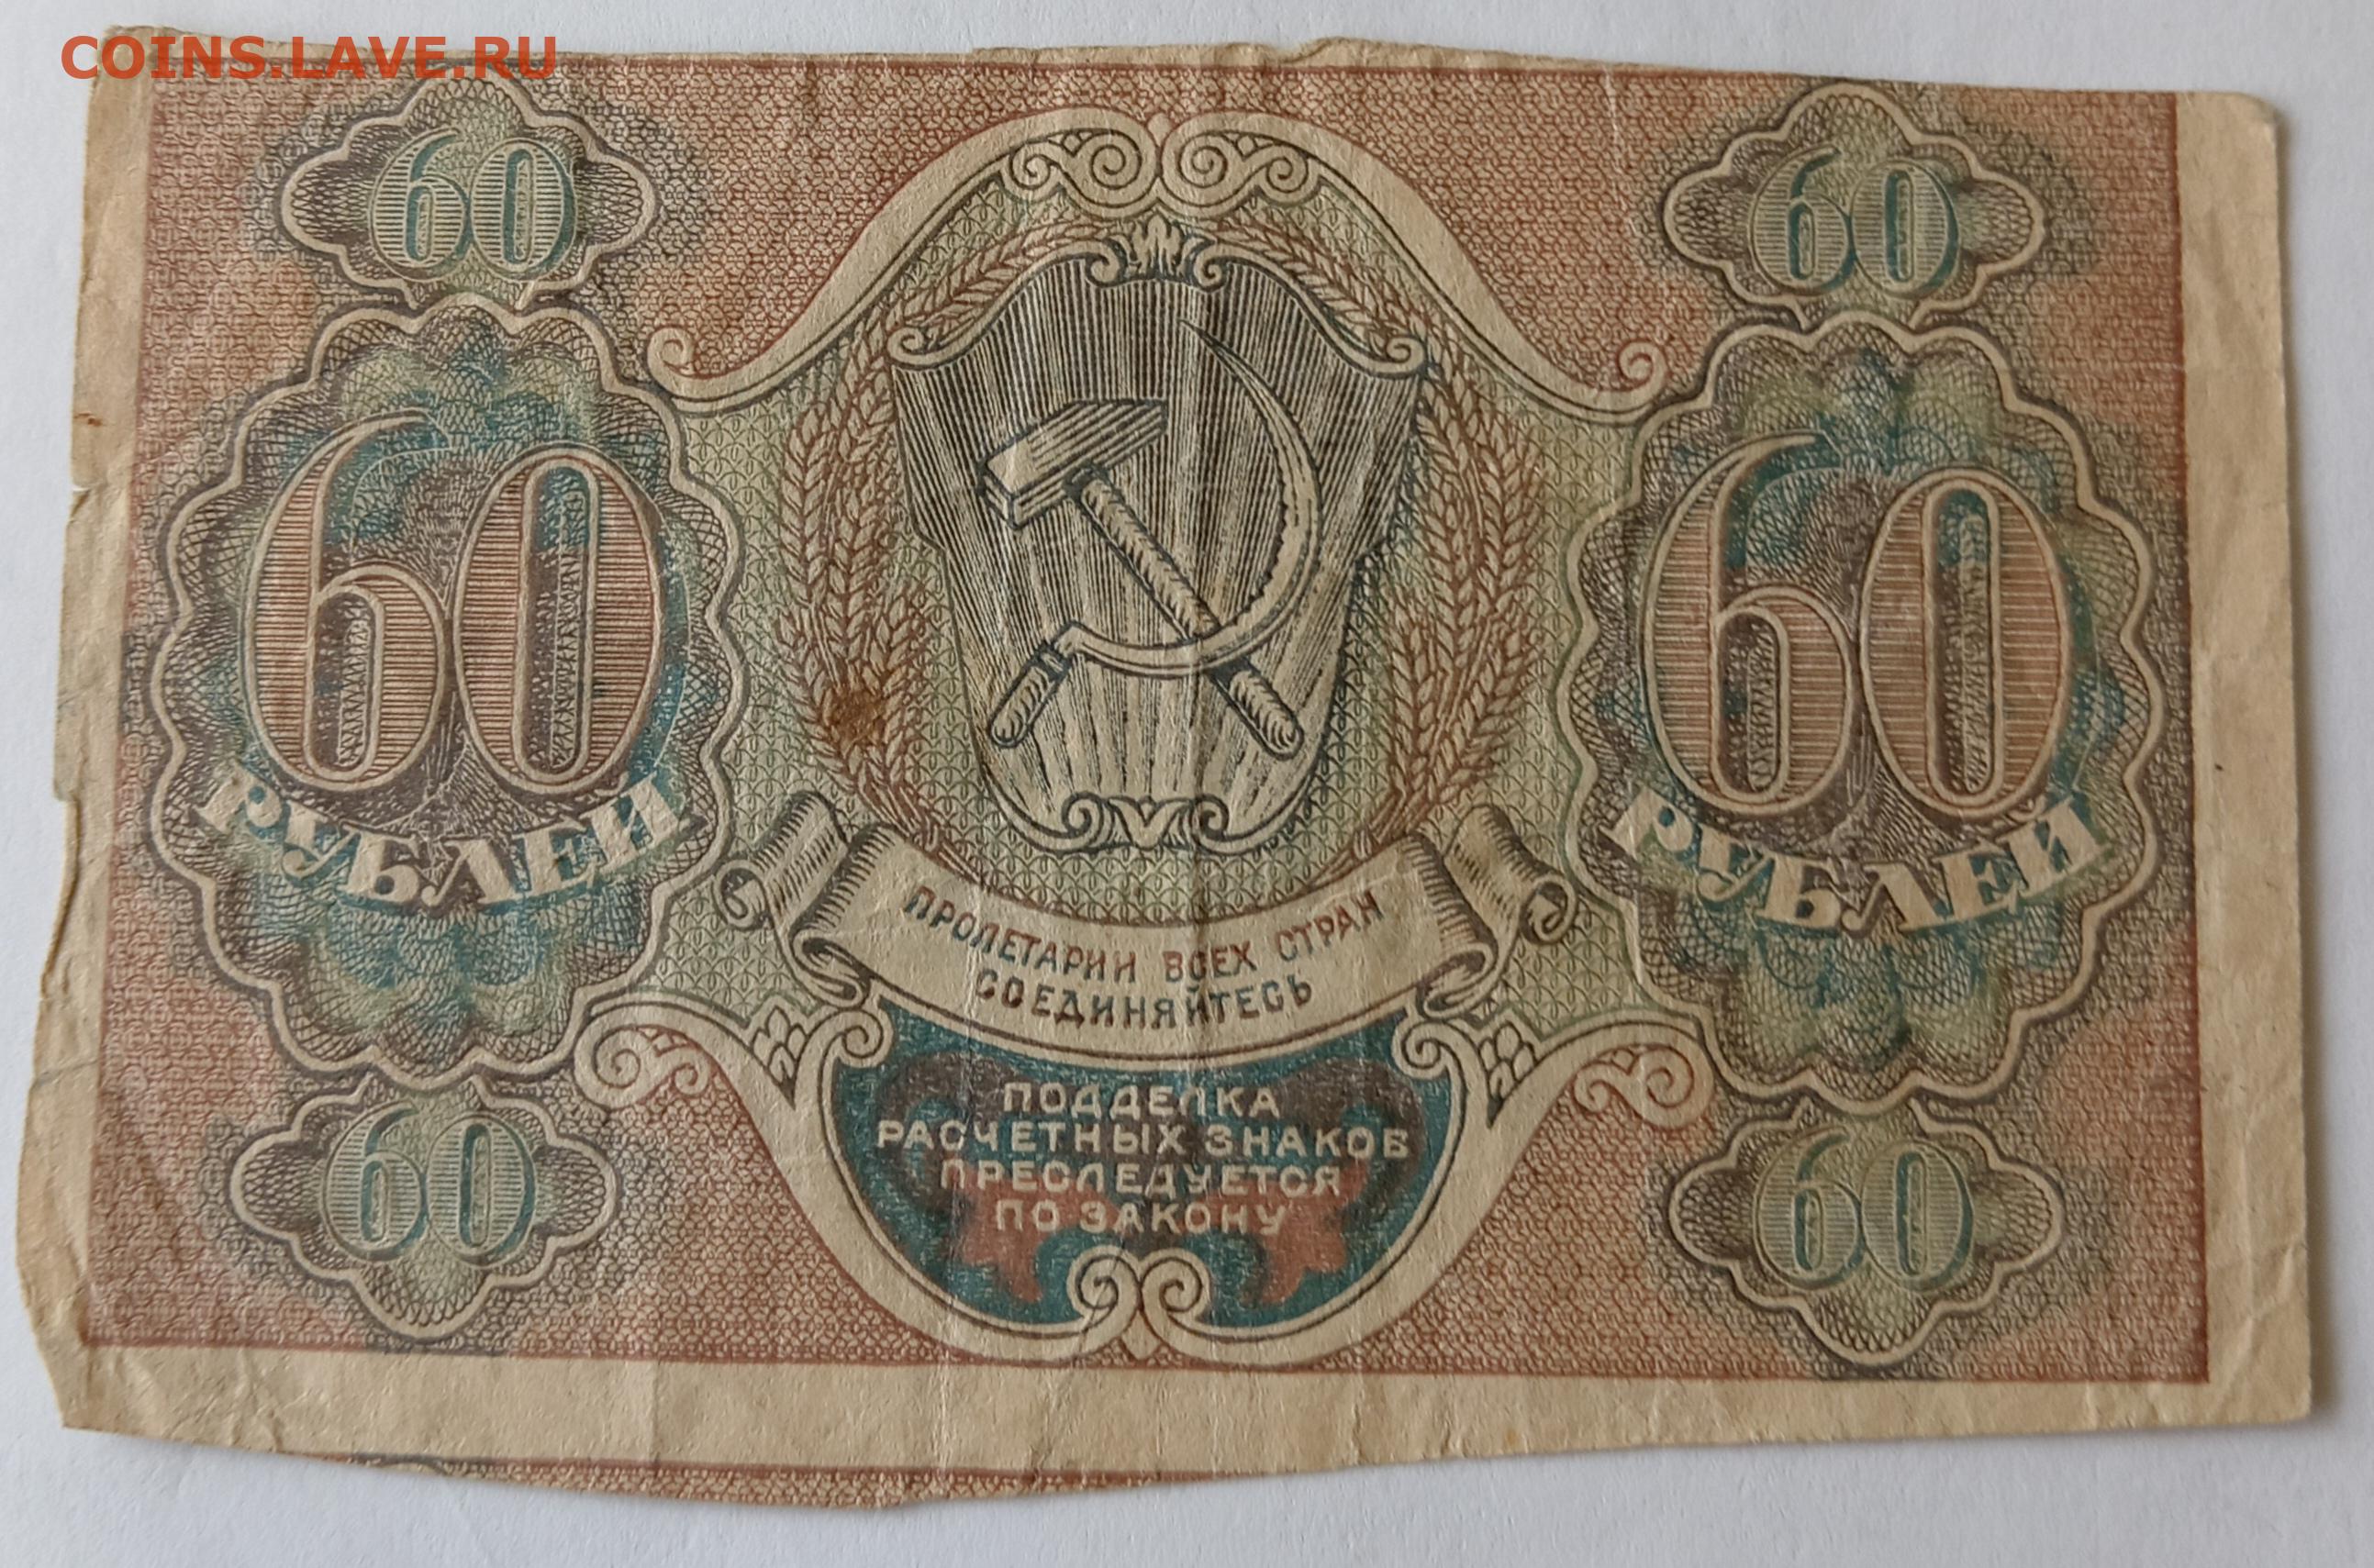 COINS.LAVE.RU
60
60
60
РУБЛЕЙ
60
РУБЛЕЙ
ПРОЛЕТАРИИ ВСЕХ СТРАН
СОЕДИНЯЙТЕСЬ
ПОДДЕЛКА
РАСЧЕТНЫХ ЗНАКОВ
ПРЕСЛЕДУЕТСЯ
ПО ЗАКОНУ
60
60